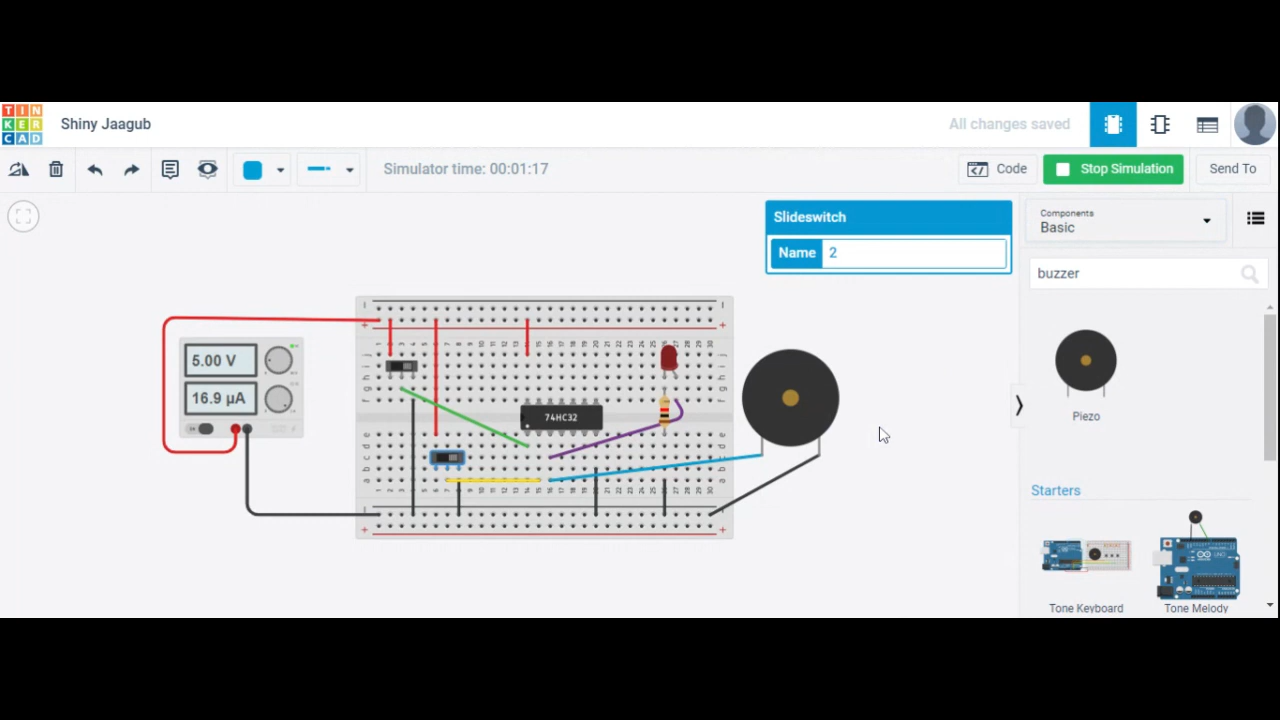 TIN
KER
CAD
Shiny Jaagub
All changes saved
Simulator time: 00:01:17
Code
Stop Simulation
Send To
Slideswitch
Name 2
Components
Basic
buzzer
Piezo
Starters
Tone Keyboard
Tone Melody
5.00 V
16.9 µA
74HC32